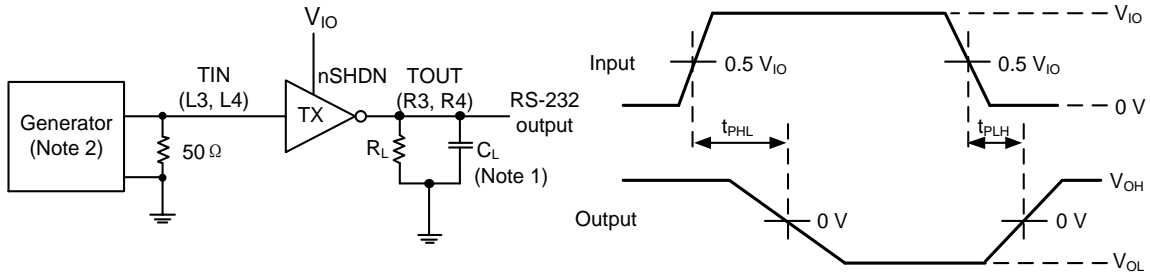 V_IO
nSHDN
TIN
(L3, L4)
TX
TOUT
(R3, R4)
RS-232
output
Generator
(Note 2)
50 Ω
R_L
C_L
(Note 1)
V_IO
Input
0.5 V_IO
0.5 V_IO
0 V
t_PHL
t_PLH
V_OH
Output
0 V
0 V
V_OL